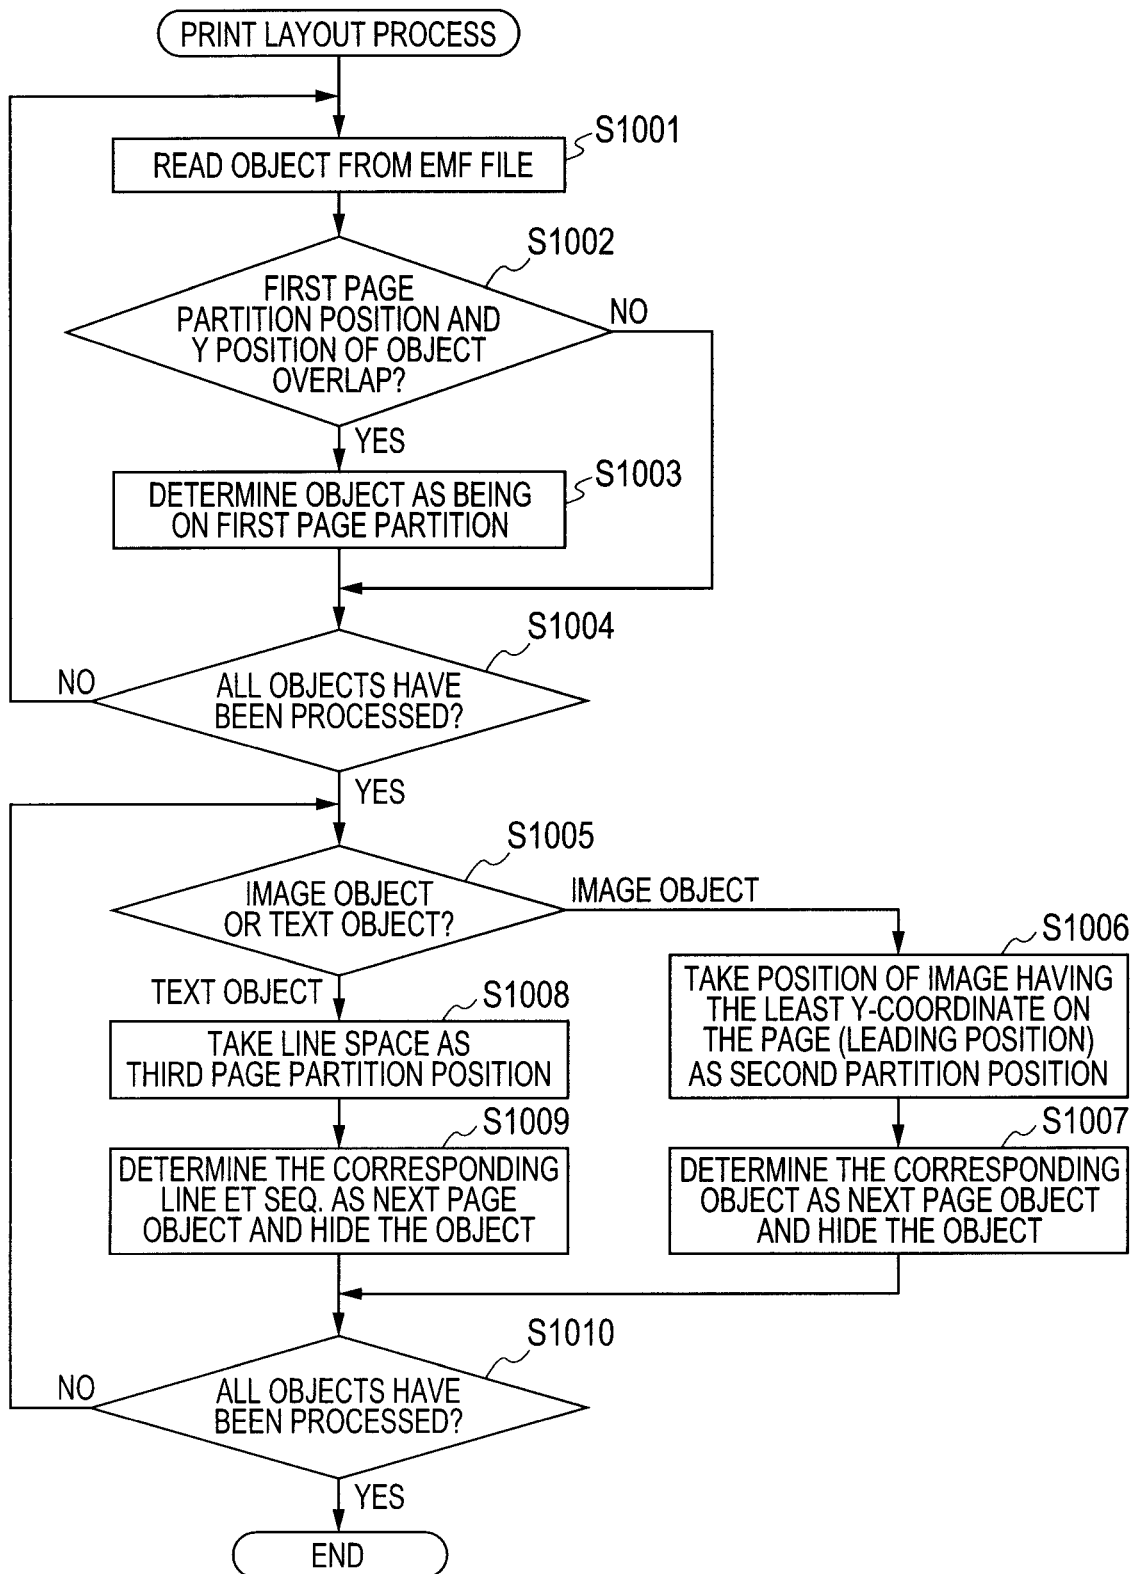 PRINT LAYOUT PROCESS
S1001
READ OBJECT FROM EMF FILE
S1002
FIRST PAGE
PARTITION POSITION AND
Y POSITION OF OBJECT
OVERLAP?
NO
YES
S1003
DETERMINE OBJECT AS BEING
ON FIRST PAGE PARTITION
S1004
NO
ALL OBJECTS HAVE
BEEN PROCESSED?
YES
S1005
IMAGE OBJECT
OR TEXT OBJECT?
IMAGE OBJECT
TEXT OBJECT
S1006
TAKE POSITION OF IMAGE HAVING
THE LEAST Y-COORDINATE ON
THE PAGE (LEADING POSITION)
AS SECOND PARTITION POSITION
S1008
TAKE LINE SPACE AS
THIRD PAGE PARTITION POSITION
S1009
DETERMINE THE CORRESPONDING
LINE ET SEQ. AS NEXT PAGE
OBJECT AND HIDE THE OBJECT
S1007
DETERMINE THE CORRESPONDING
OBJECT AS NEXT PAGE OBJECT
AND HIDE THE OBJECT
S1010
NO
ALL OBJECTS HAVE
BEEN PROCESSED?
YES
END